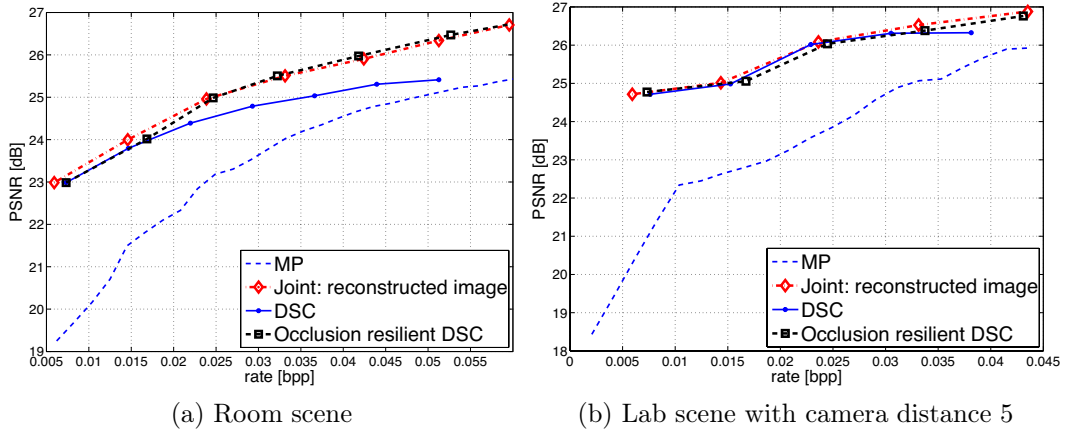 27
26
25
24
23
22
21
20
19
PSNR [dB]
0.005 0.01 0.015 0.02 0.025 0.03 0.035 0.04 0.045 0.05 0.055
rate [bpp]
MP
Joint: reconstructed image
DSC
Occlusion resilient DSC
(a) Room scene
27
26
25
24
23
22
21
20
19
18
PSNR [dB]
0 0.005 0.01 0.015 0.02 0.025 0.03 0.035 0.04 0.045
rate [bpp]
MP
Joint: reconstructed image
DSC
Occlusion resilient DSC
(b) Lab scene with camera distance 5